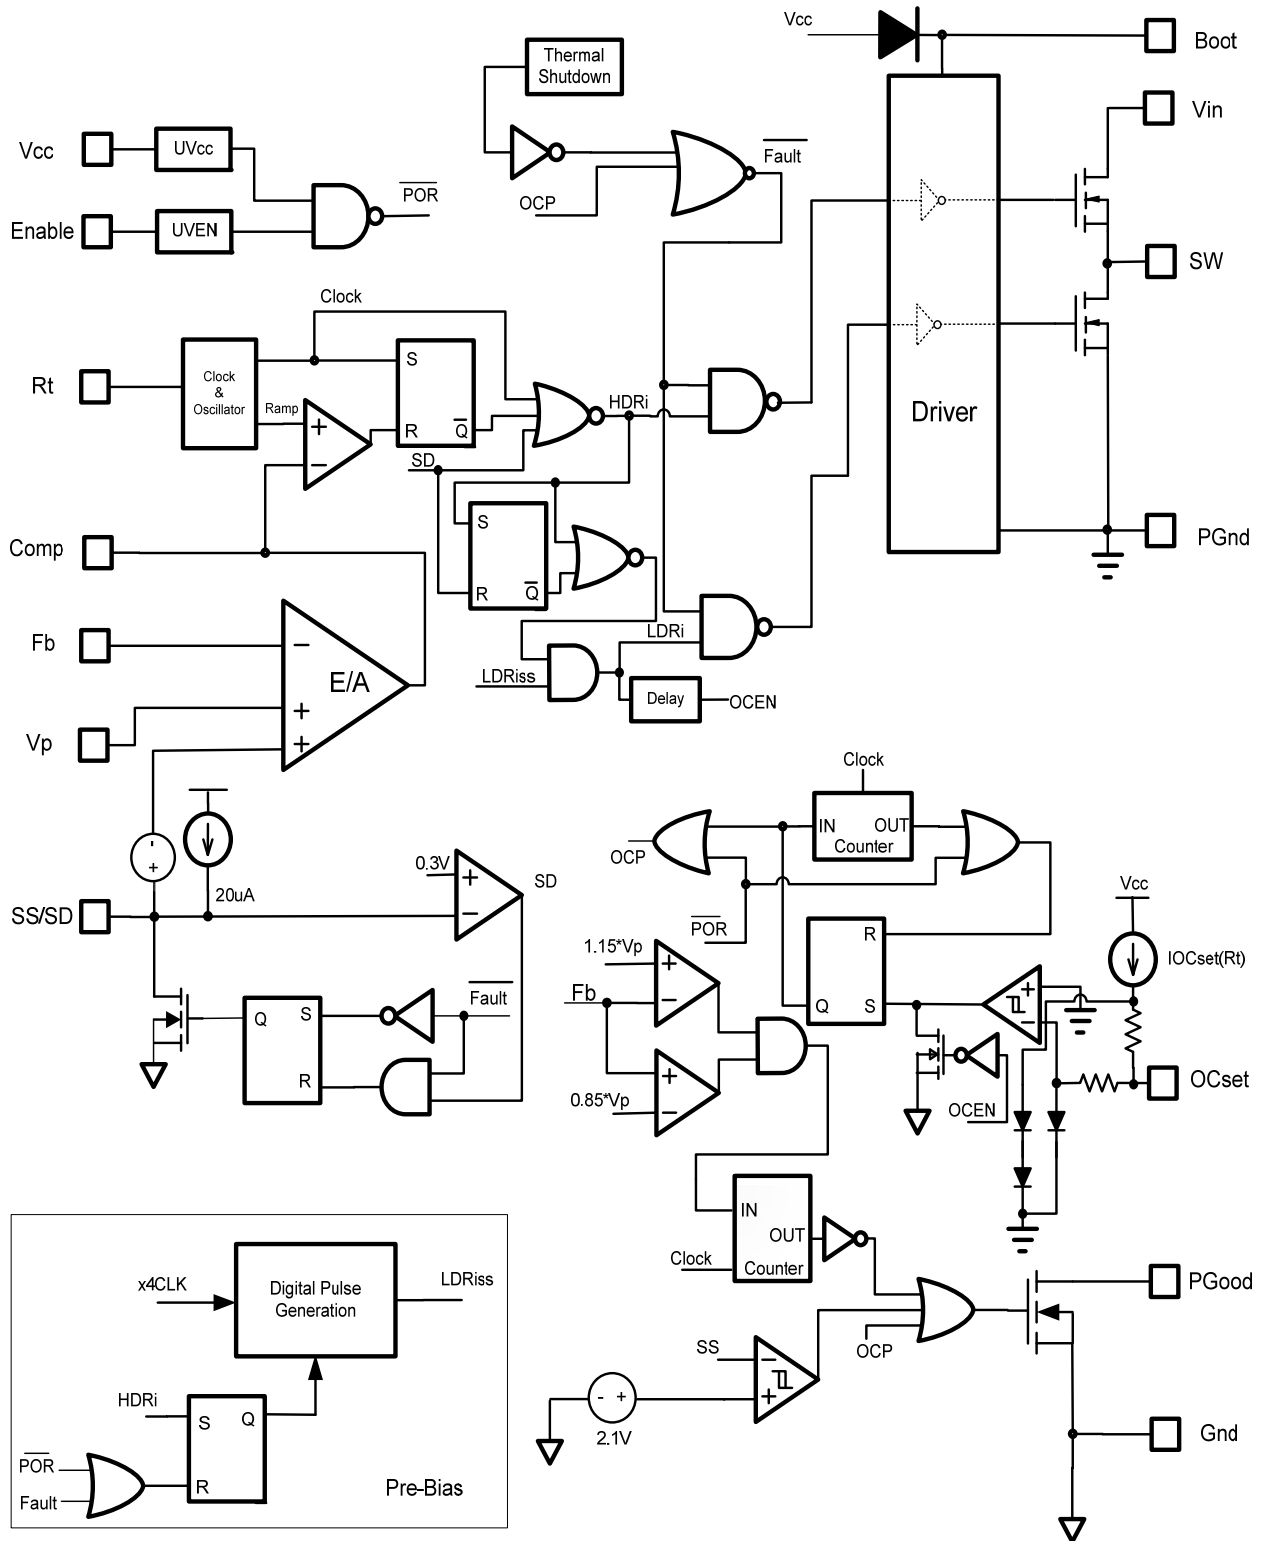 Vcc
Boot
Thermal
Shutdown
Vin
Vcc
UVcc
Fault
POR
OCP
Enable
UVEN
SW
Clock
Rt
Clock
&
Oscillator
Ramp
+
−
S
R
Q
HDRi
SD
Driver
S
R
Q
Comp
PGnd
Fb
−
E/A
+
+
LDRi
LDRiss
Delay
OCEN
Vp
Clock
IN
OUT
Counter
OCP
-
+
20uA
0.3V
+
−
SD
SS/SD
POR
Vcc
R
Q
S
IOCset(Rt)
1.15*Vp
+
−
Fb
Fault
Q
S
R
+
−
OCset
0.85*Vp
+
−
OCEN
IN
OUT
Clock
Counter
x4CLK
Digital Pulse
Generation
LDRiss
PGood
OCP
SS
−
+
- +
2.1V
HDRi
S
Q
R
POR
Fault
Pre-Bias
Gnd